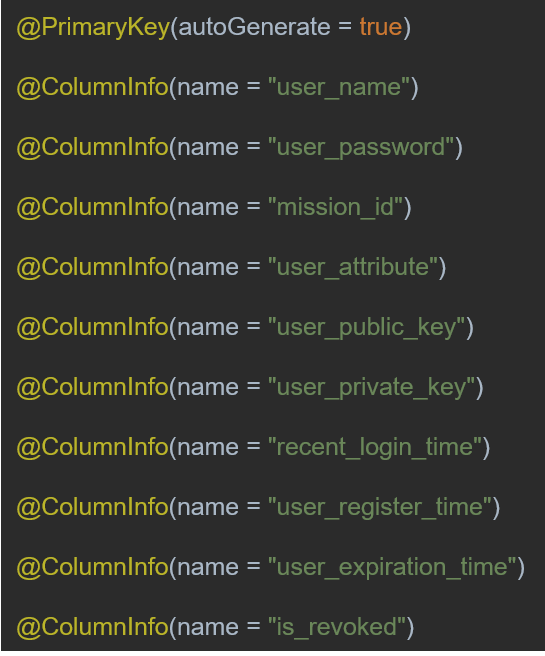 @PrimaryKey(autoGenerate = true)
@ColumnInfo(name = "user_name")
@ColumnInfo(name = "user_password")
@ColumnInfo(name = "mission_id")
@ColumnInfo(name = "user_attribute")
@ColumnInfo(name = "user_public_key")
@ColumnInfo(name = "user_private_key")
@ColumnInfo(name = "recent_login_time")
@ColumnInfo(name = "user_register_time")
@ColumnInfo(name = "user_expiration_time")
@ColumnInfo(name = "is_revoked")